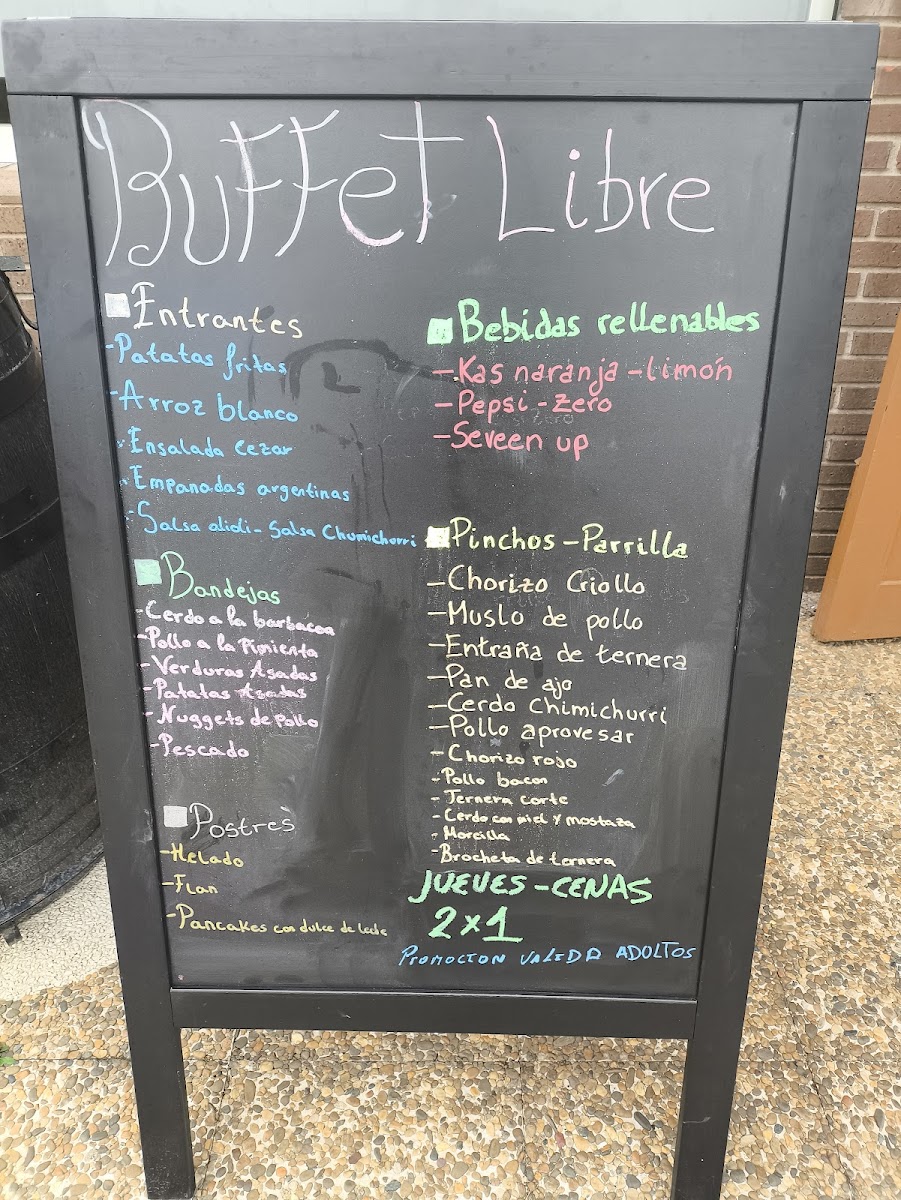 Buffet Libre
Entrantes
-Patatas fritas
-Arroz blanco
-Ensalada cezar
-Empanadas argentinas
-Salsa alioli - Salsa Chumicharri
Bandejas
-Cerdo a la barbacoa
-Pollo a la Pimienta
-Verduras Asadas
-Patatas Asadas
-Nuggets de pollo
-Pescado
Postres
-Helado
-Flan
-Pancakes con dulce de leche
Bebidas rellenables
-Kas naranja - limón
-Pepsi - Zero
-Seveen up
Pinchos - Parrilla
-Chorizo Criollo
-Muslo de pollo
-Entraña de ternera
-Pan de ajo
-Cerdo Chimichurri
-Pollo aprovesar
-Chorizo rojo
-Pollo bacon
-Ternera corte
-Cerdo con miel y mostaza
-Morcilla
-Brocheta de ternera
JUEVES - CENAS
2x1
PROMOCION VALIDA ADOLTOS